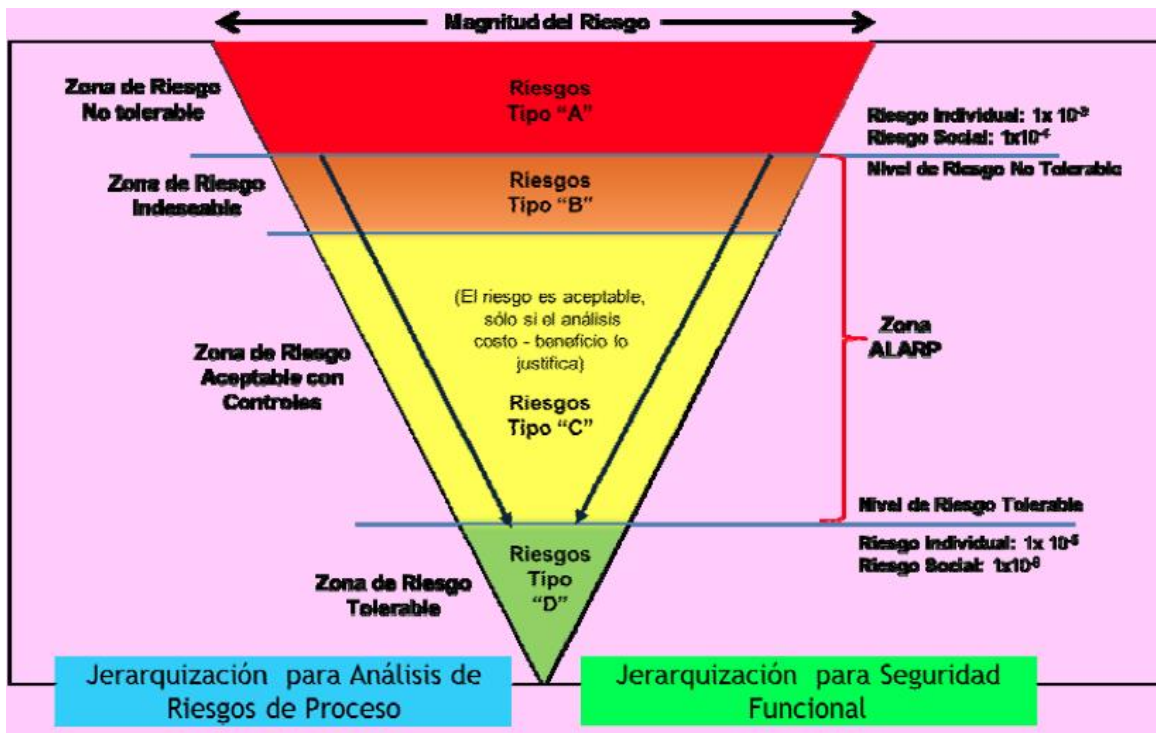 Magnitud del Riesgo
Zona de Riesgo
No tolerable
Riesgos
Tipo “A”
Riesgo Individual: 1x 10⁻³
Riesgo Social: 1x10⁻⁴
Nivel de Riesgo No Tolerable
Zona de Riesgo
Indeseable
Riesgos
Tipo “B”
(El riesgo es aceptable,
sólo si el análisis
costo - beneficio lo
justifica)
Zona de Riesgo
Aceptable con
Controles
Riesgos
Tipo “C”
Zona
ALARP
Nivel de Riesgo Tolerable
Riesgo Individual: 1x
Riesgo Social:
Riesgos
Tipo
“D”
Zona de Riesgo
Tolerable
Jerarquización para Análisis de
Riesgos de Proceso
Jerarquización para Seguridad
Funcional